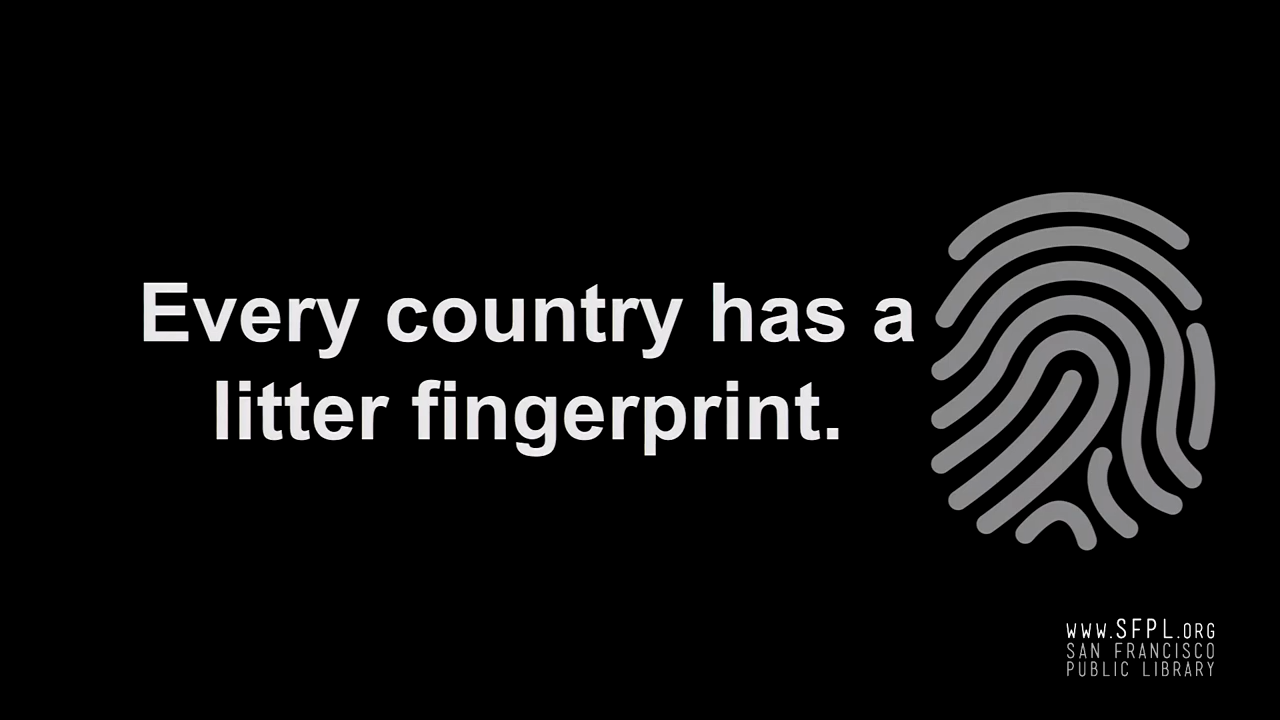 Every country has a
litter fingerprint.
WWW.SFPL.ORG
SAN FRANCISCO
PUBLIC LIBRARY